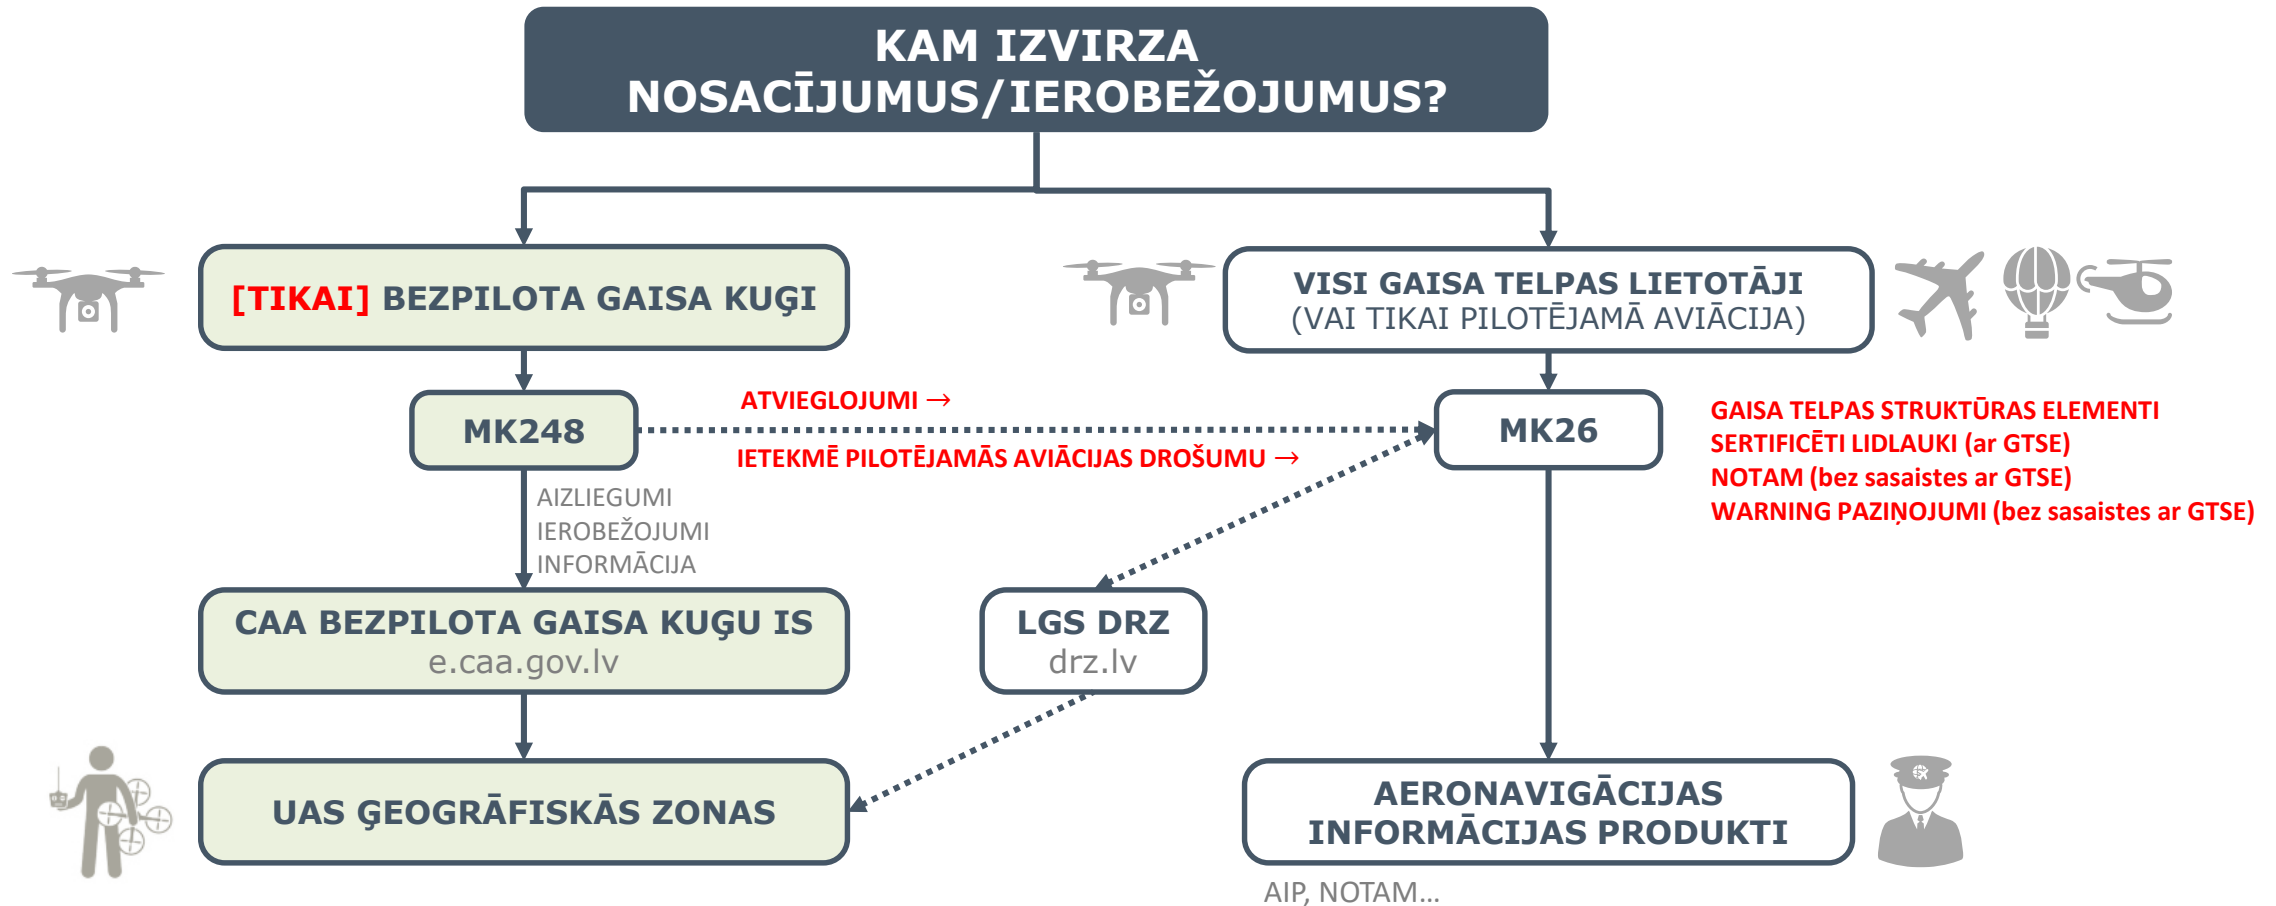 KAM IZVIRZA
NOSACĪJUMUS/IEROBEŽOJUMUS?
[TIKAI] BEZPILOTA GAISA KUĢI
VISI GAISA TELPAS LIETOTĀJI
(VAI TIKAI PILOTĒJAMĀ AVIĀCIJA)
MK248
ATVIEGLOJUMI →
IETEKMĒ PILOTĒJAMĀS AVIĀCIJAS DROŠUMU →
MK26
GAISA TELPAS STRUKTŪRAS ELEMENTI
SERTIFICĒTI LIDLAUKI (ar GTSE)
NOTAM (bez sasaistes ar GTSE)
WARNING PAZIŅOJUMI (bez sasaistes ar GTSE)
AIZLIEGUMI
IEROBEŽOJUMI
INFORMĀCIJA
CAA BEZPILOTA GAISA KUĢU IS
e.caa.gov.lv
LGS DRZ
drz.lv
UAS ĢEOGRĀFISKĀS ZONAS
AERONAVIGĀCIJAS
INFORMĀCIJAS PRODUKTI
AIP, NOTAM...